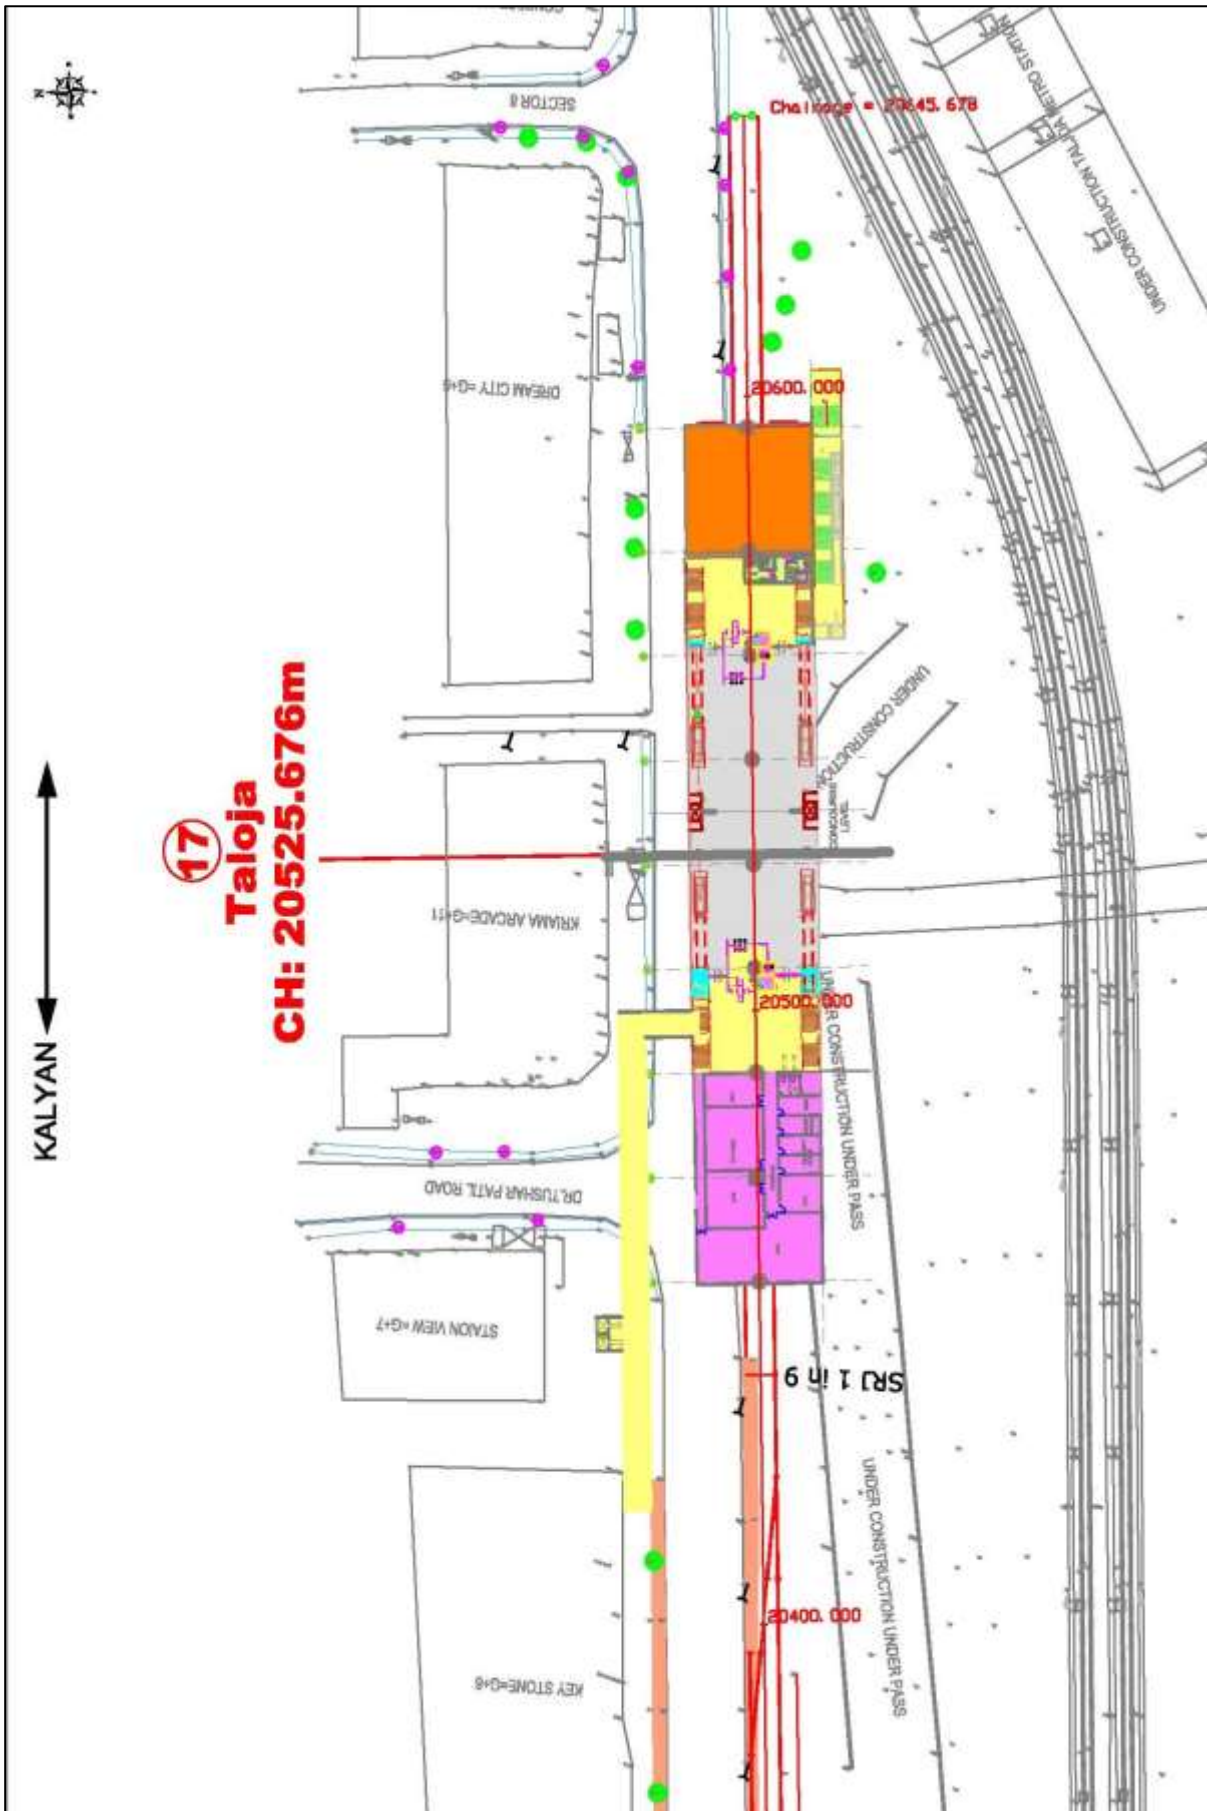 N
SECTOR 8
Chainage = 20645.678
UNDER CONSTRUCTION TALOJA METRO STATION
DREAM CITY =G+6
20600.000
UNDER CONSTRUCTION
17
Taloja
CH: 20525.676m
KALYAN
KRIAMA ARCADE=G+11
20500.000
UNDER CONSTRUCTION UNDER PASS
DR.TUSHAR PATIL ROAD
STAION VIEW =G+7
SRJ 1 in 9
UNDER CONSTRUCTION UNDER PASS
20400.000
KEY STONE=G+6